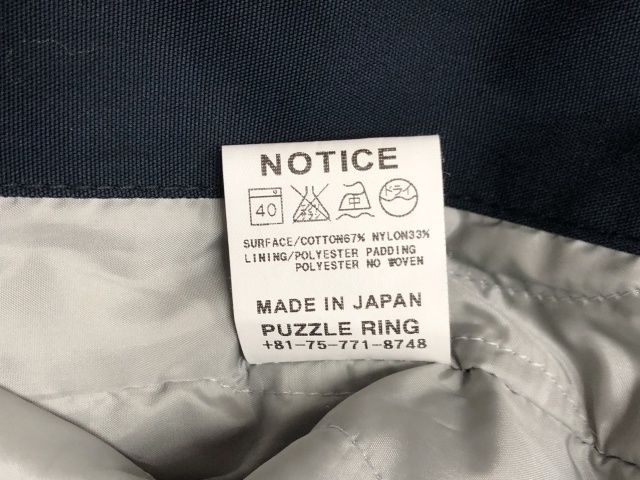 NOTICE
40 中 ドライ
SURFACE/COTTON67% NYLON33%
LINING/POLYESTER PADDING
POLYESTER NO WOVEN
MADE IN JAPAN
PUZZLE RING
+81-75-771-8748